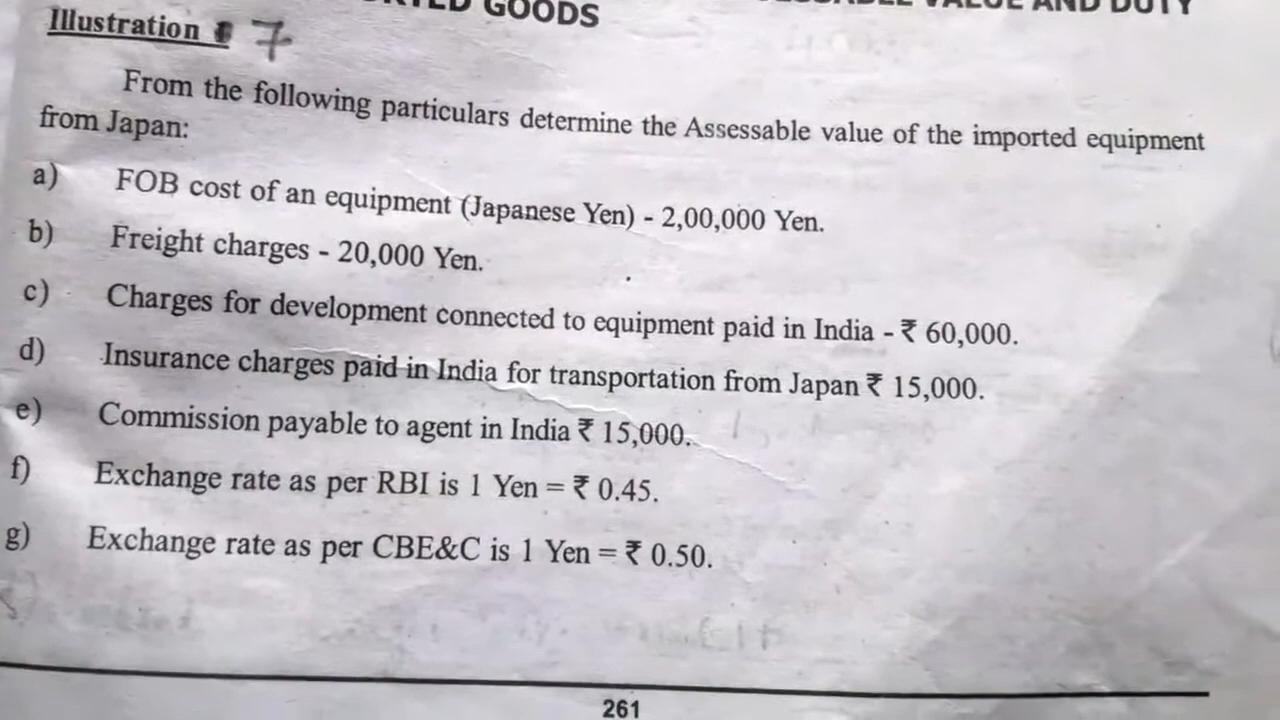 GOODS
VALUE AND DUTY
Illustration 7
From the following particulars determine the Assessable value of the imported equipment
from Japan:
a) FOB cost of an equipment (Japanese Yen) - 2,00,000 Yen.
b) Freight charges - 20,000 Yen.
c) Charges for development connected to equipment paid in India - ₹ 60,000.
d) Insurance charges paid in India for transportation from Japan ₹ 15,000.
e) Commission payable to agent in India ₹ 15,000.
f) Exchange rate as per RBI is 1 Yen = ₹ 0.45.
g) Exchange rate as per CBE&C is 1 Yen = ₹ 0.50.
261